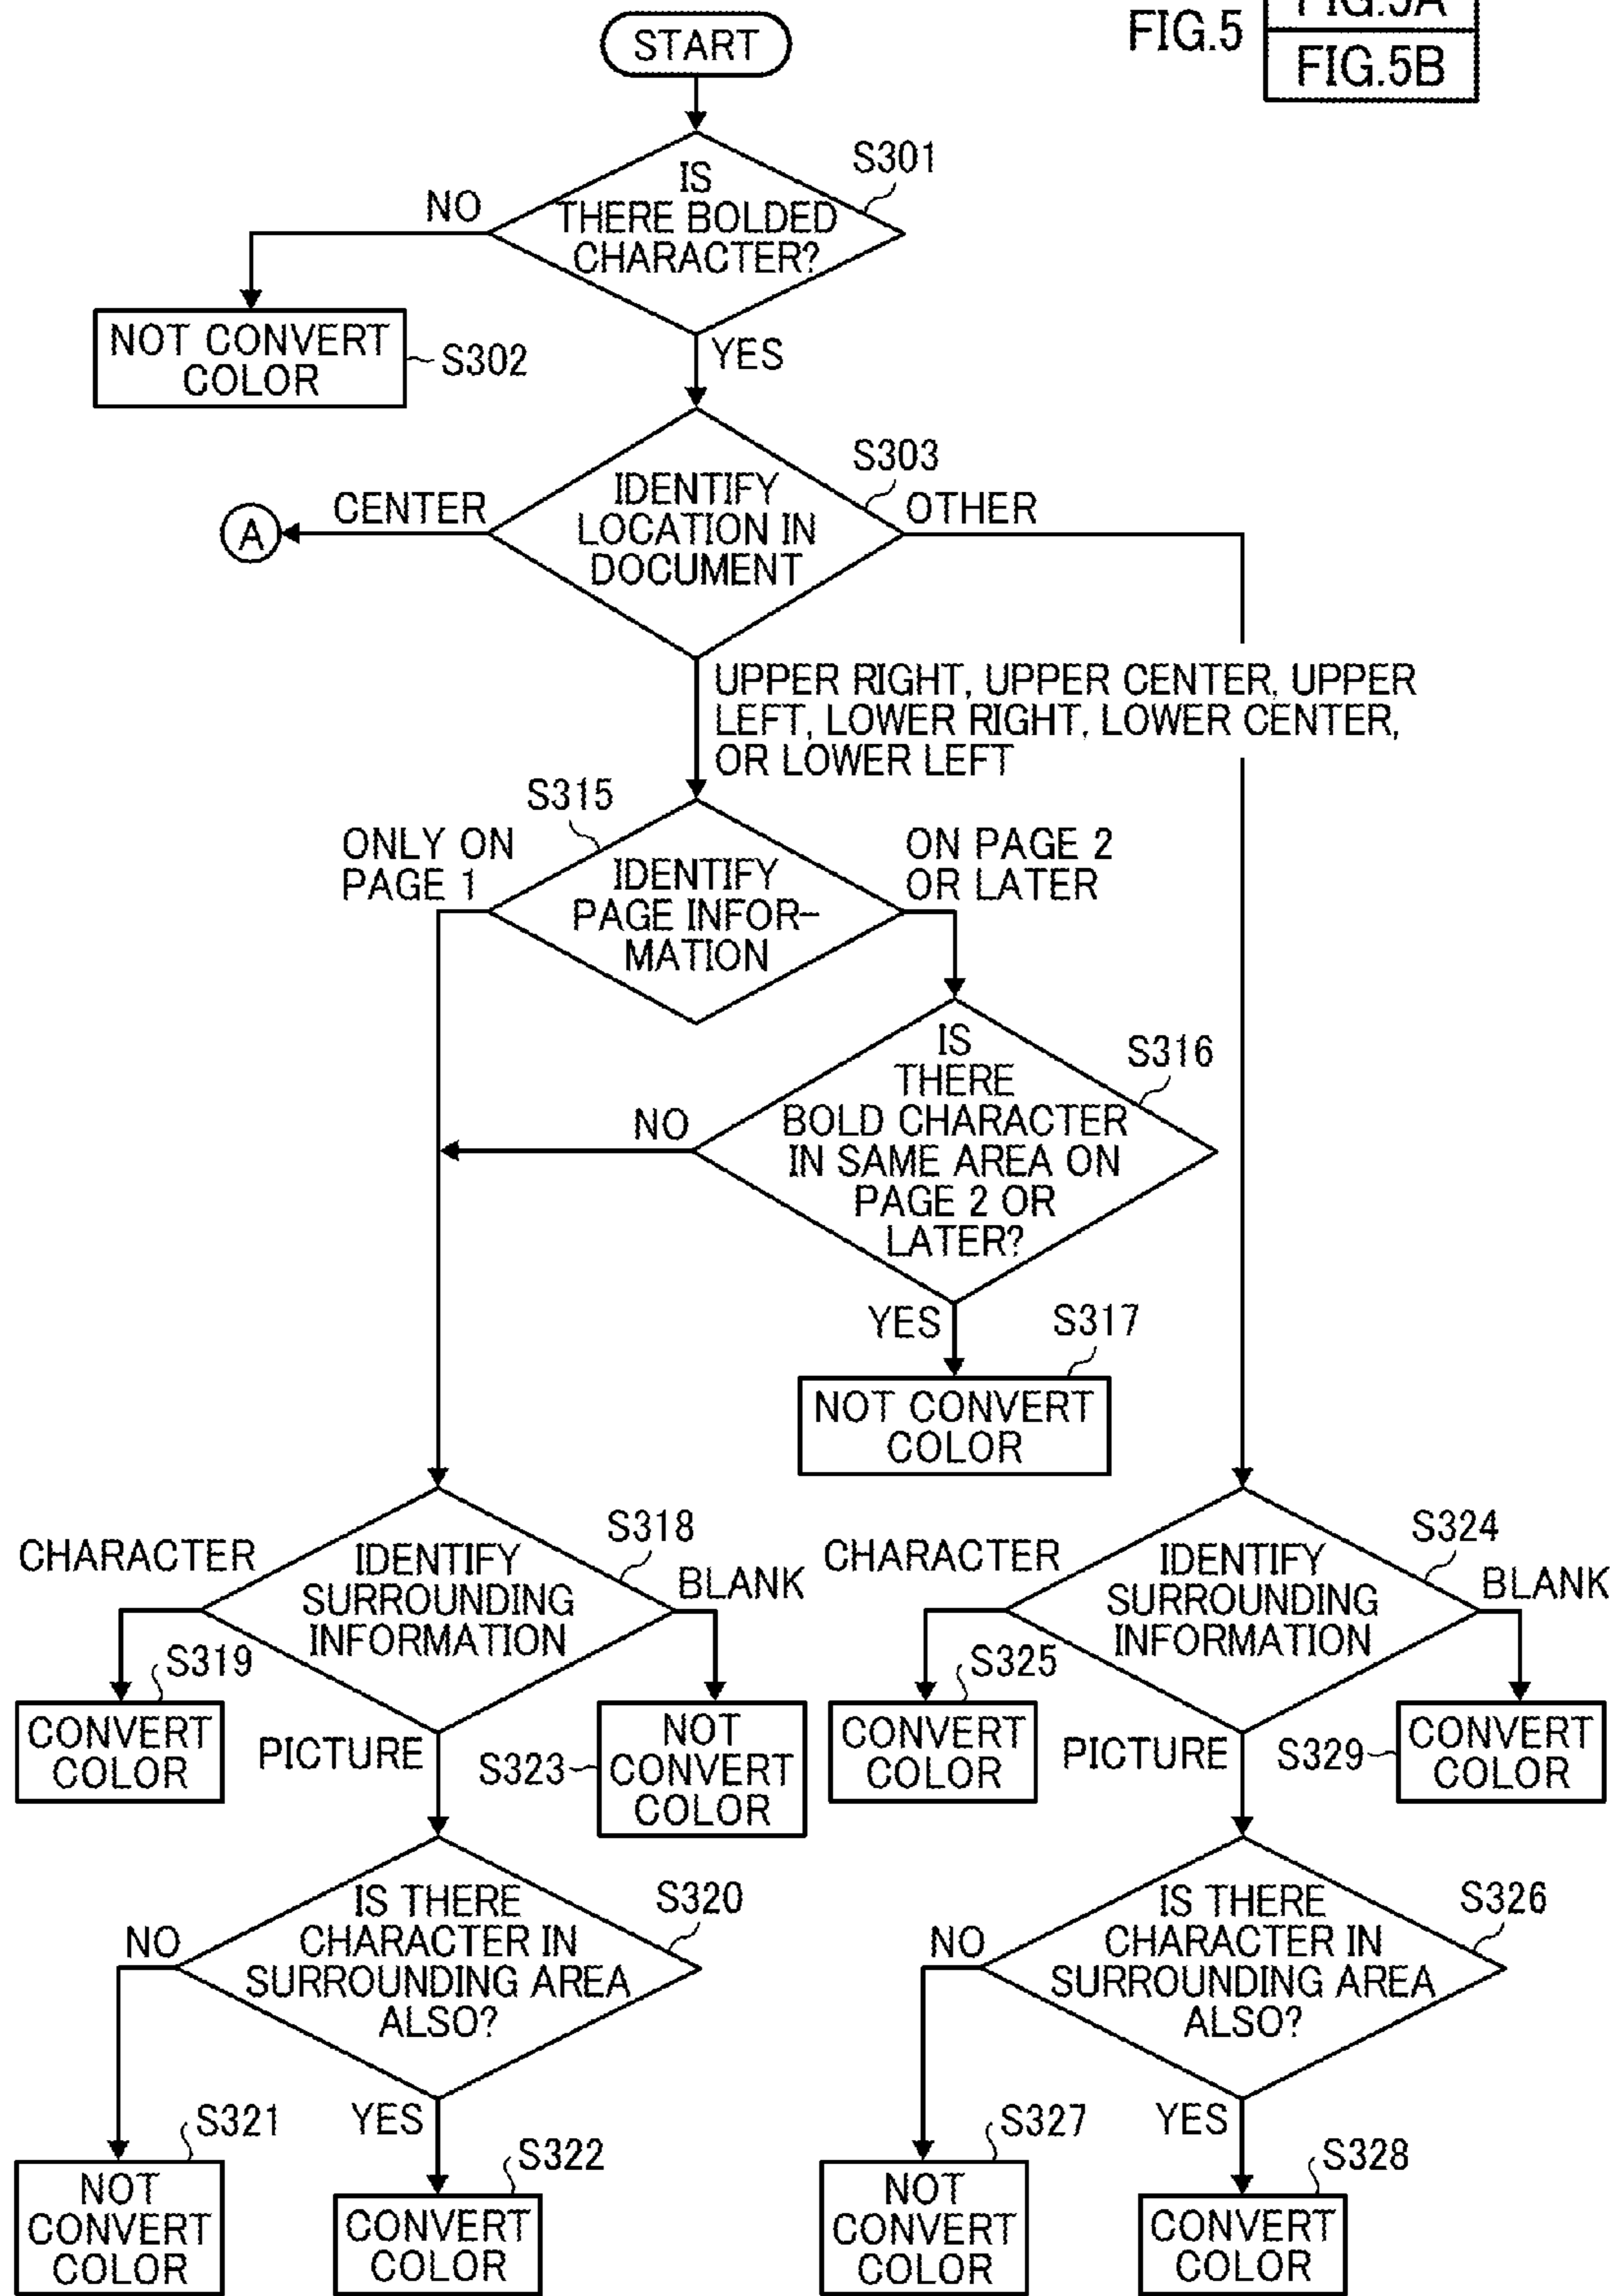 FIG.5
FIG.5A
FIG.5B
START
S301
IS
THERE BOLDED
CHARACTER?
NO
YES
NOT CONVERT
COLOR
S302
S303
IDENTIFY
LOCATION IN
DOCUMENT
CENTER
A
OTHER
UPPER RIGHT, UPPER CENTER, UPPER
LEFT, LOWER RIGHT, LOWER CENTER,
OR LOWER LEFT
S315
ONLY ON
PAGE 1
IDENTIFY
PAGE INFOR-
MATION
ON PAGE 2
OR LATER
S316
IS
THERE
BOLD CHARACTER
IN SAME AREA ON
PAGE 2 OR
LATER?
NO
YES
S317
NOT CONVERT
COLOR
S318
CHARACTER
IDENTIFY
SURROUNDING
INFORMATION
BLANK
S319
CONVERT
COLOR
PICTURE
S323
NOT
CONVERT
COLOR
S320
IS THERE
CHARACTER IN
SURROUNDING AREA
ALSO?
NO
YES
S321
NOT
CONVERT
COLOR
S322
CONVERT
COLOR
S324
CHARACTER
IDENTIFY
SURROUNDING
INFORMATION
BLANK
S325
CONVERT
COLOR
PICTURE
S329
CONVERT
COLOR
S326
IS THERE
CHARACTER IN
SURROUNDING AREA
ALSO?
NO
YES
S327
NOT
CONVERT
COLOR
S328
CONVERT
COLOR